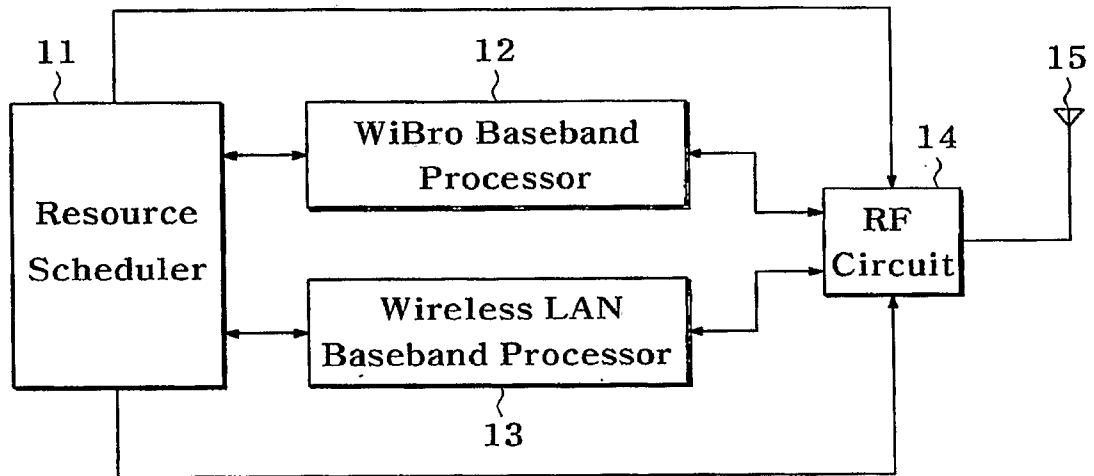 11
12
15
WiBro Baseband
Processor
14
Resource
Scheduler
RF
Circuit
Wireless LAN
Baseband Processor
13